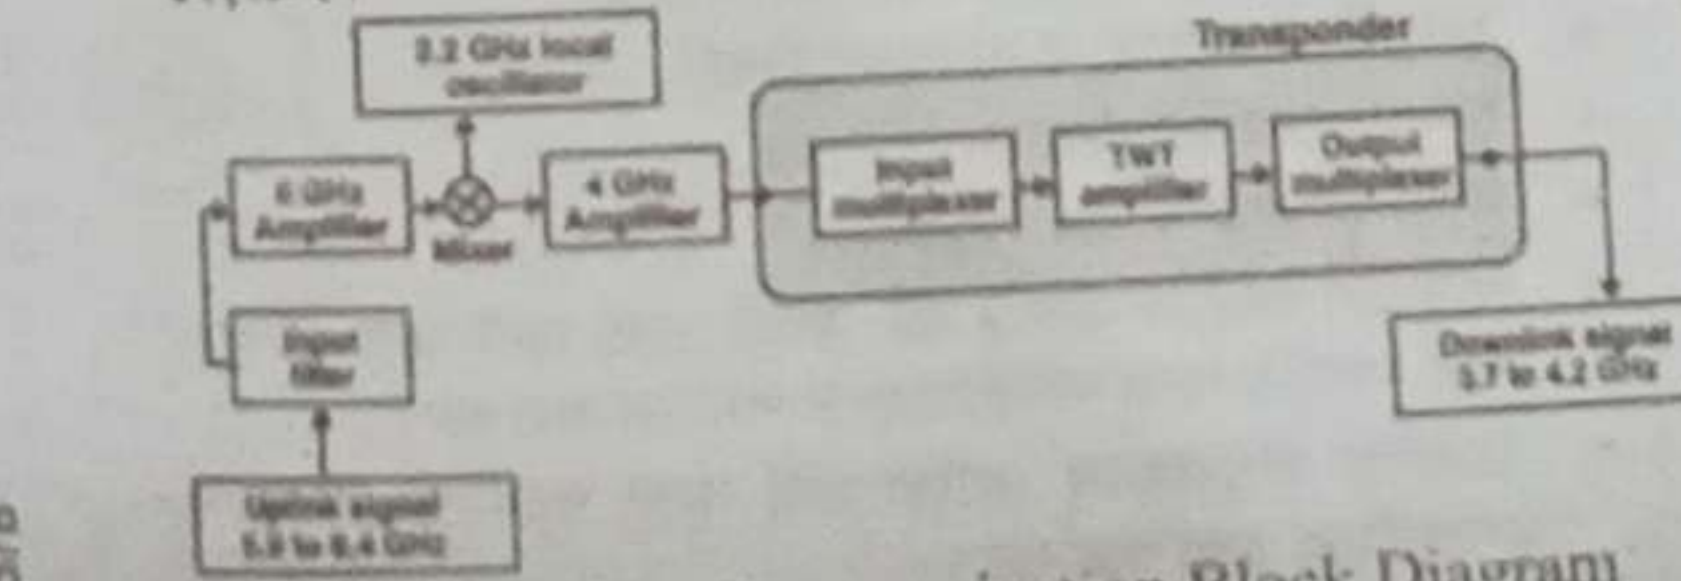 Transponder
2.2 GHz local
oscillator
6 GHz
Amplifier
Mixer
4 GHz
Amplifier
Input
multiplexer
TWT
amplifier
Output
multiplexer
Input
filter
Downlink signal
3.7 to 4.2 GHz
Uplink signal
5.9 to 6.4 GHz
Block Diagram